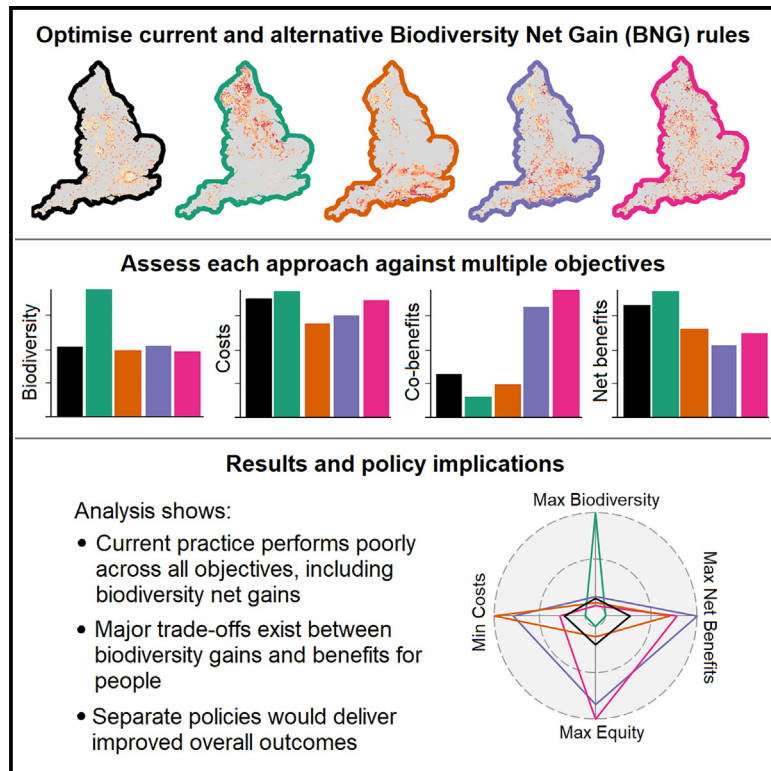 Optimise current and alternative Biodiversity Net Gain (BNG) rules
Assess each approach against multiple objectives
Biodiversity
Costs
Co-benefits
Net benefits
Results and policy implications
Analysis shows:
• Current practice performs poorly
across all objectives, including
biodiversity net gains
• Major trade-offs exist between
biodiversity gains and benefits for
people
• Separate policies would deliver
improved overall outcomes
Max Biodiversity
Max Net Benefits
Max Equity
Min Costs